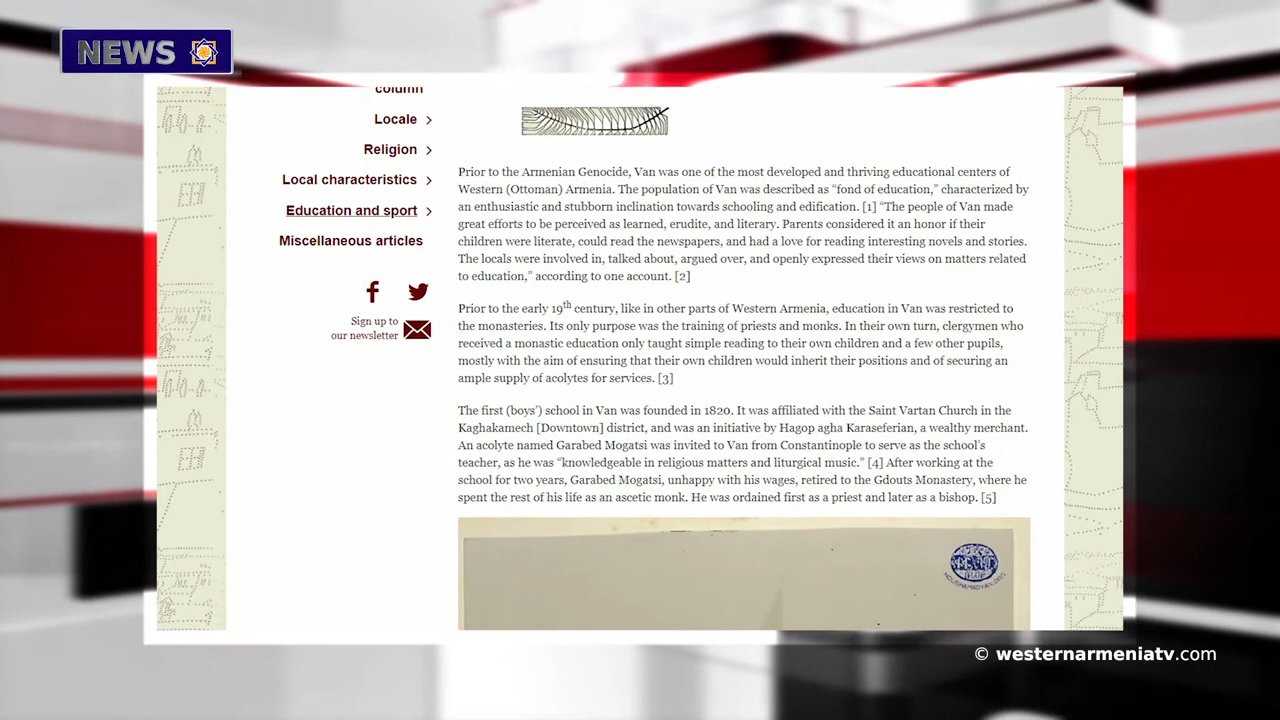 NEWS
column
Locale
Religion
Local characteristics
Education and sport
Miscellaneous articles
Sign up to
our newsletter
Prior to the Armenian Genocide, Van was one of the most developed and thriving educational centers of
Western (Ottoman) Armenia. The population of Van was described as “fond of education,” characterized by
an enthusiastic and stubborn inclination towards schooling and edification. [1] “The people of Van made
great efforts to be perceived as learned, erudite, and literary. Parents considered it an honor if their
children were literate, could read the newspapers, and had a love for reading interesting novels and stories.
The locals were involved in, talked about, argued over, and openly expressed their views on matters related
to education,” according to one account. [2]
Prior to the early 19th century, like in other parts of Western Armenia, education in Van was restricted to
the monasteries. Its only purpose was the training of priests and monks. In their own turn, clergymen who
received a monastic education only taught simple reading to their own children and a few other pupils,
mostly with the aim of ensuring that their own children would inherit their positions and of securing an
ample supply of acolytes for services. [3]
The first (boys’) school in Van was founded in 1820. It was affiliated with the Saint Vartan Church in the
Kaghakamech [Downtown] district, and was an initiative by Hagop agha Karaseferian, a wealthy merchant.
An acolyte named Garabed Mogatsi was invited to Van from Constantinople to serve as the school’s
teacher, as he was “knowledgeable in religious matters and liturgical music.” [4] After working at the
school for two years, Garabed Mogatsi, unhappy with his wages, retired to the Gdouts Monastery, where he
spent the rest of his life as an ascetic monk. He was ordained first as a priest and later as a bishop. [5]
HOUSHAMADYAN.ORG
© westernarmeniatv.com